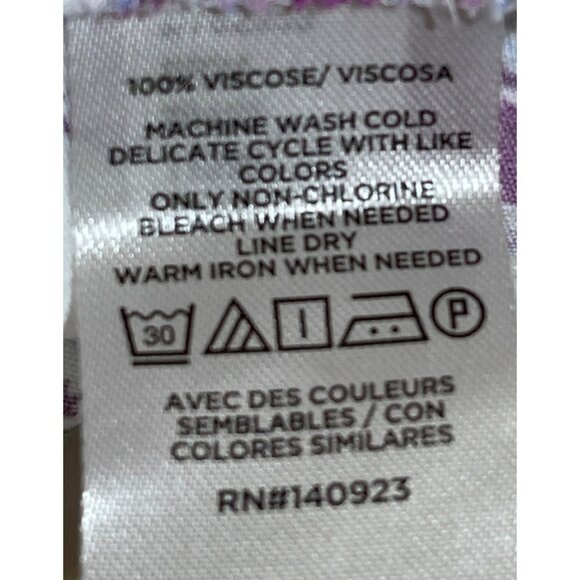 100% VISCOSE/ VISCOSA
MACHINE WASH COLD
DELICATE CYCLE WITH LIKE
COLORS
ONLY NON-CHLORINE
BLEACH WHEN NEEDED
LINE DRY
WARM IRON WHEN NEEDED
30 P
AVEC DES COULEURS
SEMBLABLES / CON
COLORES SIMILARES
RN#140923